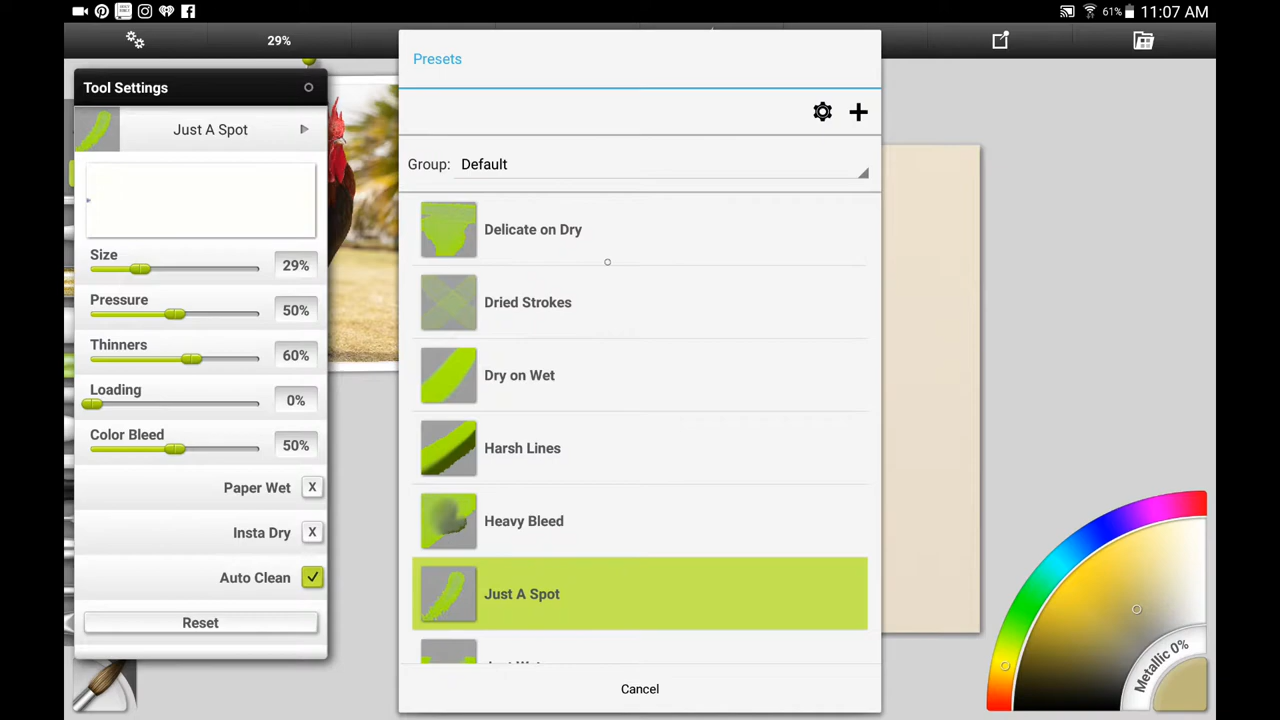 61% 11:07 AM
29%
Presets
Tool Settings
Just A Spot
Group: Default
Size
29%
Pressure
50%
Thinners
60%
Loading
0%
Color Bleed
50%
Paper Wet X
Insta Dry X
Auto Clean
Reset
Delicate on Dry
Dried Strokes
Dry on Wet
Harsh Lines
Heavy Bleed
Just A Spot
Cancel
Metallic 0%